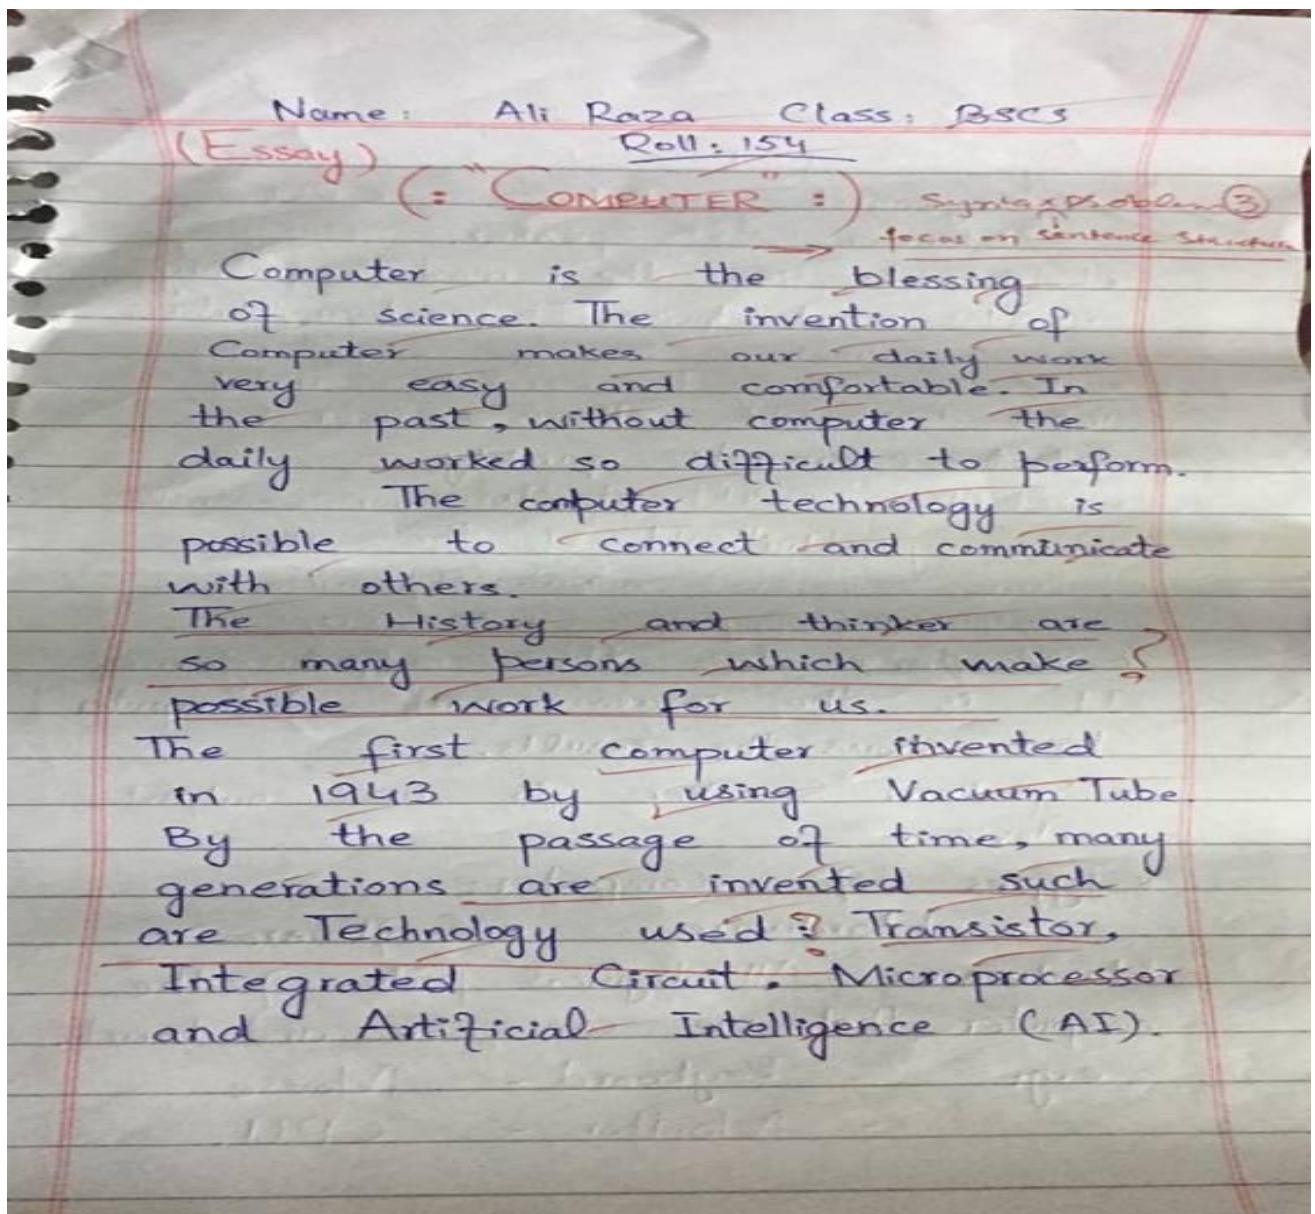 Name: Ali Raza Class: BSCS
(Essay) Roll: 154
(: "COMPUTER" :) Syntax problem ③
→ focus on sentence structure
Computer is the blessing
of science. The invention of
Computer makes our daily work
very easy and comfortable. In
the past, without computer the
daily worked so difficult to perform.
The computer technology is
possible to connect and communicate
with others.
The History and thinker are
so many persons which make ?
possible work for us.
The first computer invented
in 1943 by using Vacuum Tube.
By the passage of time, many
generations are invented such
are Technology used ? Transistor,
Integrated Circuit, Microprocessor
and Artificial Intelligence (AI).